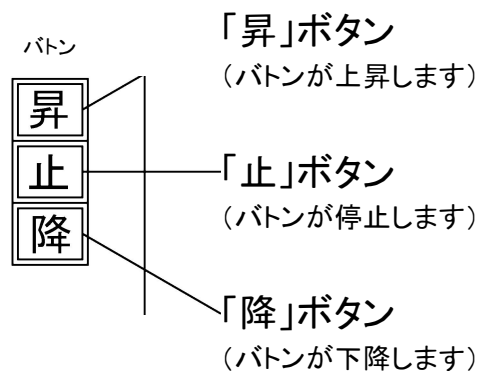 バトン
昇
止
降
「昇」ボタン
（バトンが上昇します）
「止」ボタン
（バトンが停止します）
「降」ボタン
（バトンが下降します）